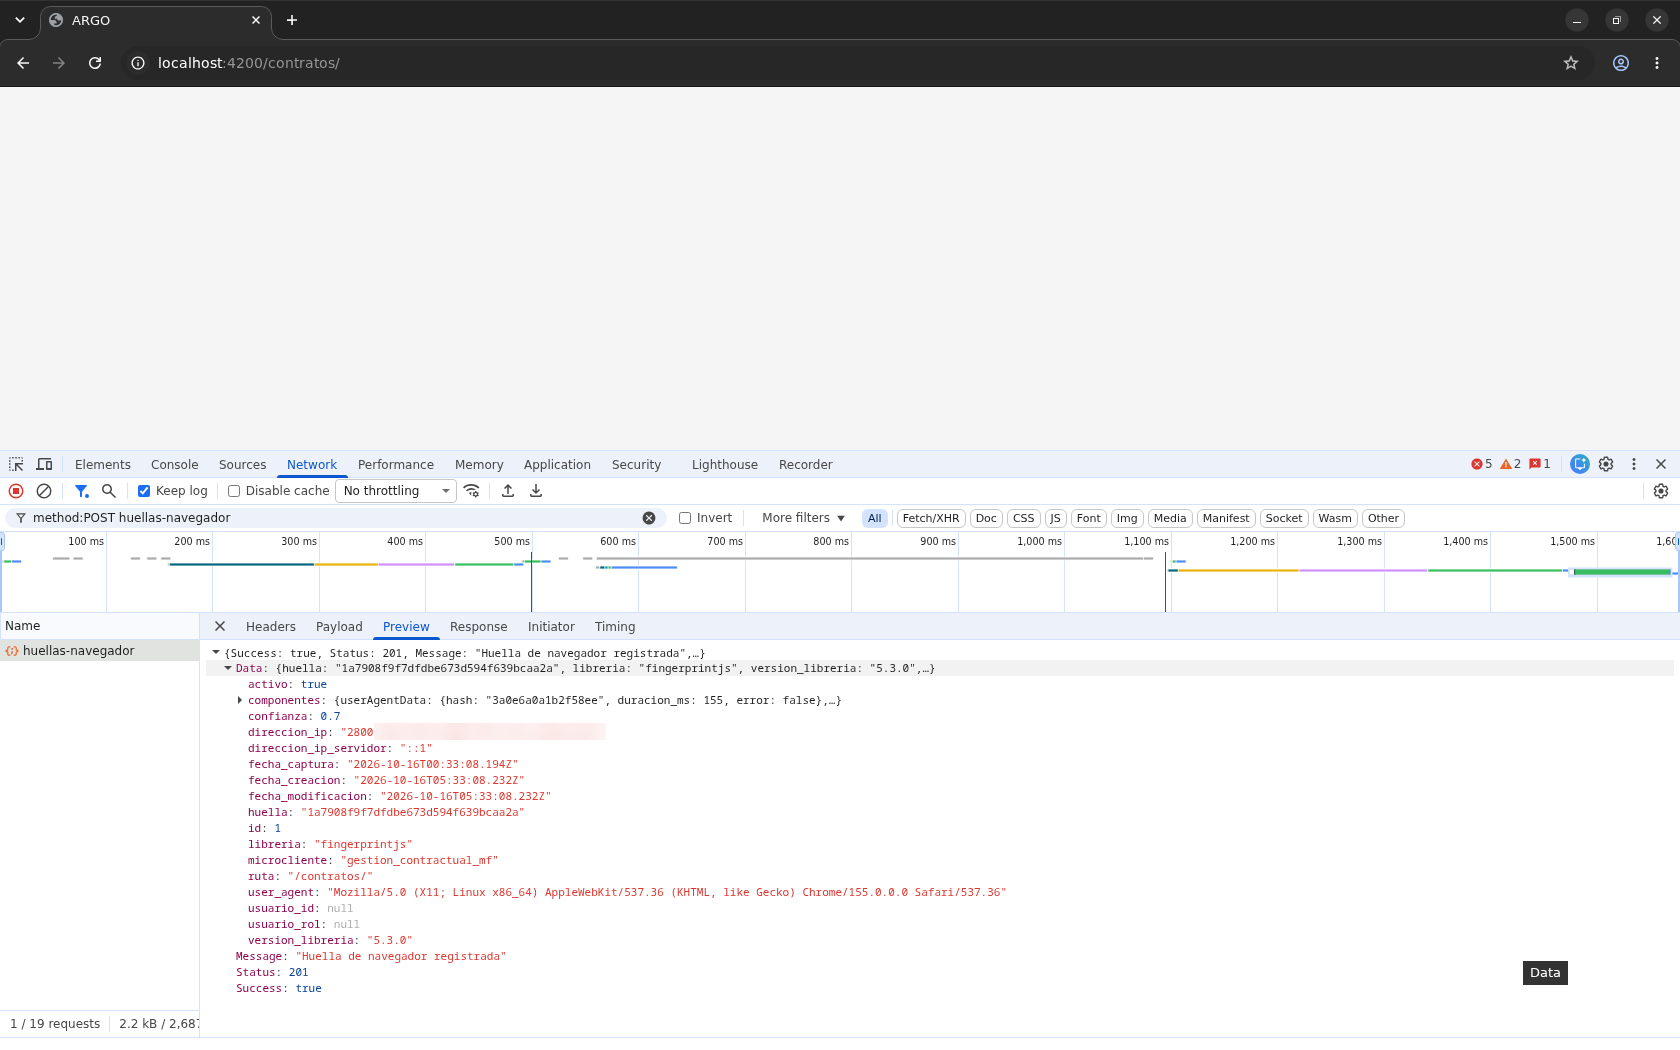 ARGO
localhost:4200/contratos/
Elements Console Sources Network Performance Memory Application Security Lighthouse Recorder 5 2 1
Keep log Disable cache No throttling
method:POST huellas-navegador Invert More filters All Fetch/XHR Doc CSS JS Font Img Media Manifest Socket Wasm Other
100 ms 200 ms 300 ms 400 ms 500 ms 600 ms 700 ms 800 ms 900 ms 1,000 ms 1,100 ms 1,200 ms 1,300 ms 1,400 ms 1,500 ms 1,60
Name Headers Payload Preview Response Initiator Timing
huellas-navegador
{Success: true, Status: 201, Message: "Huella de navegador registrada",…}
Data: {huella: "1a7908f9f7dfdbe673d594f639bcaa2a", libreria: "fingerprintjs", version_libreria: "5.3.0",…}
activo: true
componentes: {userAgentData: {hash: "3a0e6a0a1b2f58ee", duracion_ms: 155, error: false},…}
confianza: 0.7
direccion_ip: "2800
direccion_ip_servidor: "::1"
fecha_captura: "2026-10-16T00:33:08.194Z"
fecha_creacion: "2026-10-16T05:33:08.232Z"
fecha_modificacion: "2026-10-16T05:33:08.232Z"
huella: "1a7908f9f7dfdbe673d594f639bcaa2a"
id: 1
libreria: "fingerprintjs"
microcliente: "gestion_contractual_mf"
ruta: "/contratos/"
user_agent: "Mozilla/5.0 (X11; Linux x86_64) AppleWebKit/537.36 (KHTML, like Gecko) Chrome/155.0.0.0 Safari/537.36"
usuario_id: null
usuario_rol: null
version_libreria: "5.3.0"
Message: "Huella de navegador registrada"
Status: 201
Success: true
Data
1 / 19 requests 2.2 kB / 2,687